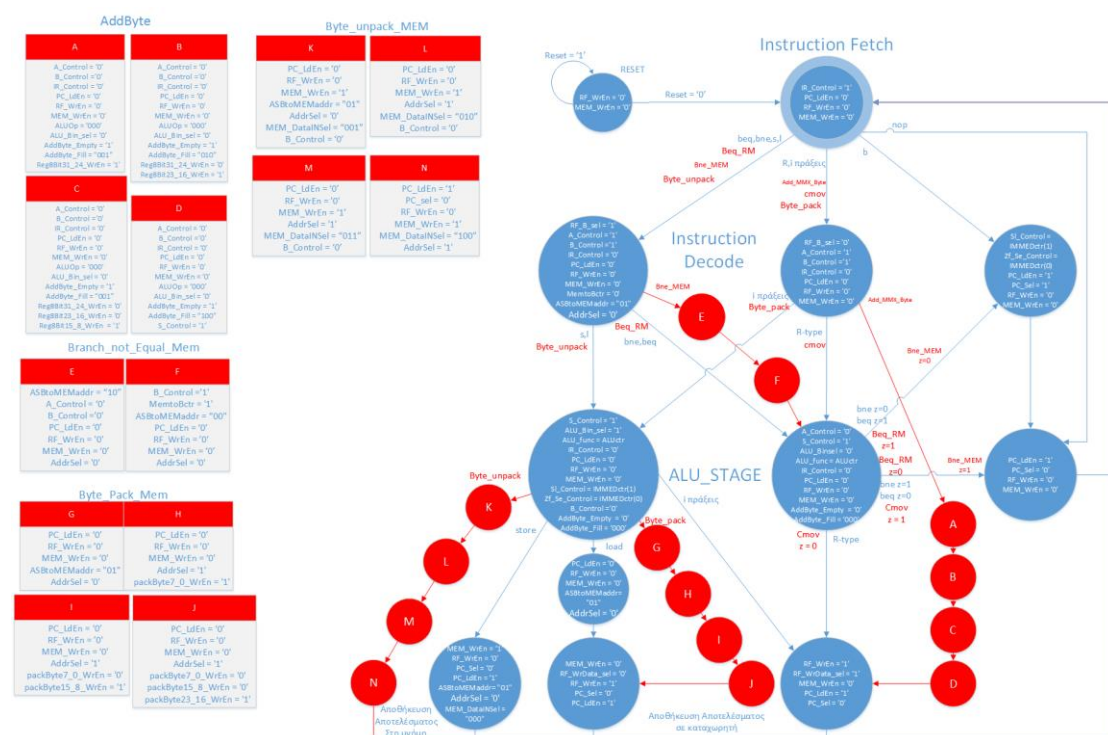 AddByte
A
A_Control ='0'
B_Control ='0'
IR_Control ='0'
PC_LdEn = '0'
RF_WrEn = '0'
MEM_WrEn = '0'
ALUOp = '000'
ALU_Bin_sel = '0'
AddByte_Empty = '1'
AddByte_Fill = "001"
RegBBit31_24_WrEn = '1'
B
A_Control = '0'
B_Control ='0'
IR_Control = '0'
PC_LdEn = '0'
RF_WrEn = '0'
MEM_WrEn = '0'
ALUOp = '000'
ALU_Bin_sel = '0'
AddByte_Empty = '1'
AddByte_Fill = "010"
RegBBit31_24_WrEn = '0'
RegBBit23_16_WrEn = '1'
C
A_Control = '0'
B_Control = '0'
IR_Control = '0'
PC_LdEn = '0'
RF_WrEn = '0'
MEM_WrEn = '0'
ALUOp = '000'
ALU_Bin_sel = '0'
AddByte_Empty = '1'
AddByte_Fill = "001"
RegBBit31_24_WrEn = '0'
RegBBit23_16_WrEn = '0'
RegBBit15_8_WrEn = '1'
D
A_Control = '0'
B_Control = '0'
IR_Control = '0'
PC_LdEn = '0'
RF_WrEn = '0'
MEM_WrEn = '0'
ALUOp = '000'
ALU_Bin_sel = '0'
AddByte_Empty = '1'
AddByte_Fill = "100"
S_Control = '1'
Branch_not_Equal_Mem
E
ASBtoMEMaddr = "10"
A_Control = '0'
B_Control = '0'
PC_LdEn = '0'
RF_WrEn = '0'
MEM_WrEn = '0'
AddrSel = '0'
F
B_Control ='1'
MemtoBctr = '1'
ASBtoMEMaddr = "00"
PC_LdEn = '0'
RF_WrEn = '0'
MEM_WrEn = '0'
AddrSel = '0'
Byte_Pack_Mem
G
PC_LdEn = '0'
RF_WrEn = '0'
MEM_WrEn = '0'
ASBtoMEMaddr = "01"
AddrSel = '0'
H
PC_LdEn = '0'
RF_WrEn = '0'
MEM_WrEn = '0'
AddrSel = '1'
packByte7_0_WrEn = '1'
I
PC_LdEn = '0'
RF_WrEn = '0'
MEM_WrEn = '0'
AddrSel = '1'
packByte7_0_WrEn = '0'
packByte15_8_WrEn = '1'
J
PC_LdEn = '0'
RF_WrEn = '0'
MEM_WrEn = '0'
AddrSel = '1'
packByte7_0_WrEn = '0'
packByte15_8_WrEn = '0'
packByte23_16_WrEn = '1'
Byte_unpack_MEM
K
PC_LdEn = '0'
RF_WrEn = '0'
MEM_WrEn = '1'
ASBtoMEMaddr = "01"
AddrSel = '0'
MEM_DataINSel = "001"
B_Control = '0'
L
PC_LdEn = '0'
RF_WrEn = '0'
MEM_WrEn = '1'
AddrSel = '1'
MEM_DataINSel = "010"
B_Control = '0'
M
PC_LdEn = '0'
RF_WrEn = '0'
MEM_WrEn = '1'
AddrSel = '1'
MEM_DataINSel = "011"
B_Control = '0'
N
PC_LdEn = '1'
PC_sel = '0'
RF_WrEn = '0'
MEM_WrEn = '1'
MEM_DataINSel = "100"
AddrSel = '1'
Instruction Fetch
Reset = '1'
RESET
RF_WrEn = '0'
MEM_WrEn = '0'
Reset = '0'
IR_Control = '1'
PC_LdEn = '0'
RF_WrEn = '0'
MEM_WrEn = '0'
nop
b
beq,bne,s,l
Beq_RM
Bne_MEM
Byte_unpack
R,i πράξεις
Add_MMX_Byte
cmov
Byte_pack
Instruction
Decode
RF_B_sel = '1'
A_Control = '1'
B_Control = '1'
IR_Control = '0'
PC_LdEn = '0'
RF_WrEn = '0'
MEM_WrEn = '0'
MemtoBctr = '0'
ASBtoMEMaddr = "01"
AddrSel = '0'
RF_B_sel = '0'
A_Control = '1'
B_Control = '1'
IR_Control = '0'
PC_LdEn = '0'
RF_WrEn = '0'
MEM_WrEn = '0'
SI_Control =
IMMEDctr(1)
Zf_Se_Control =
IMMEDctr(0)
PC_LdEn = '1'
PC_Sel = '1'
RF_WrEn = '0'
MEM_WrEn = '0'
Bne_MEM
E
F
s,l
Byte_unpack
Beq_RM
bne,beq
i πράξεις
Byte_pack
R-type
cmov
Add_MMX_Byte
Bne_MEM
z=0
bne z=0
beq z=1
Beq_RM
z=1
Beq_RM
z=0
bne z=1
beq z=0
Cmov
z = 1
Bne_MEM
z=1
ALU_STAGE
S_Control = '1'
ALU_Bin_sel = '1'
ALU_func = ALUctr
IR_Control = '0'
PC_LdEn = '0'
RF_WrEn = '0'
MEM_WrEn = '0'
SI_Control = IMMEDctr(1)
Zf_Se_Control = IMMEDctr(0)
B_Control='0'
AddByte_Empty = '0'
AddByte_Fill = "000'
A_Control = '0'
S_Control = '1'
ALU_BInsel = '0'
ALU_func = ALUctr
IR_Control = '0'
PC_LdEn = '0'
RF_WrEn = '0'
MEM_WrEn = '0'
AddByte_Empty = '0'
AddByte_Fill = '000'
PC_LdEn = '1'
PC_Sel = '0'
RF_WrEn = '0'
MEM_WrEn = '0'
Byte_unpack
K
L
M
N
store
load
Byte_pack
G
H
I
J
i πράξεις
Cmov
z = 0
R-type
A
B
C
D
PC_LdEn = '0'
RF_WrEn = '0'
MEM_WrEn = '0'
ASBtoMEMaddr=
"01"
AddrSel = '0'
MEM_WrEn = '1'
RF_WrEn = '0'
PC_Sel = '0'
PC_LdEn = '1'
ASBtoMEMaddr= "01"
AddrSel = '0'
MEM_DataINSel =
"000"
MEM_WrEn = '0'
RF_WrData_sel = '0'
RF_WrEn = '1'
PC_Sel = '0'
PC_LdEn = '1'
RF_WrEn = '1'
RF_WrData_sel = '1'
MEM_WrEn = '0'
PC_LdEn = '1'
PC_Sel = '0'
Αποθήκευση
Αποτελέσματος
Στη μνήμη
Αποθήκευση Αποτελέσματος
σε καταχωρητή